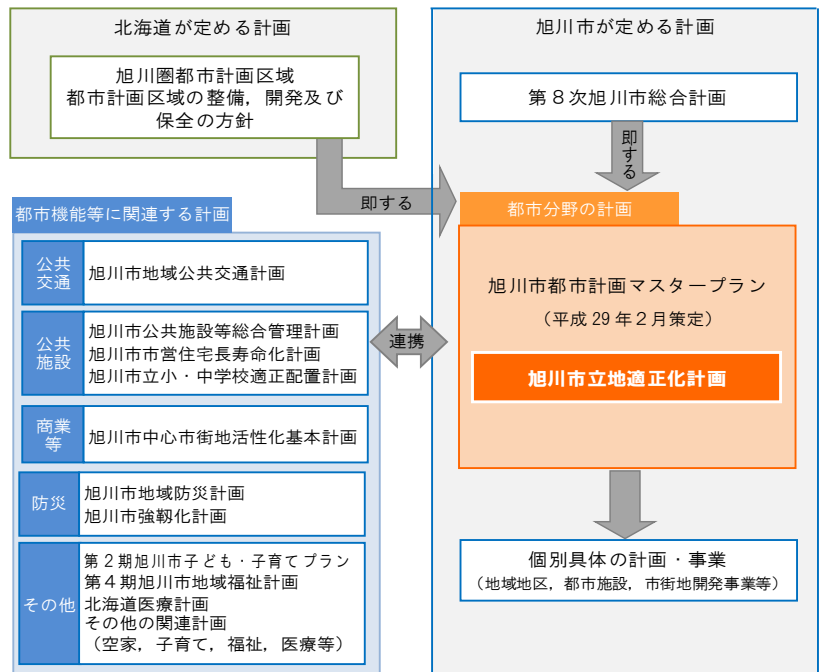 北海道が定める計画
旭川圏都市計画区域
都市計画区域の整備，開発及び
保全の方針
旭川市が定める計画
第８次旭川市総合計画
即する
即する
都市分野の計画
旭川市都市計画マスタープラン
（平成 29 年２月策定）
旭川市立地適正化計画
連携
個別具体の計画・事業
（地域地区，都市施設，市街地開発事業等）
都市機能等に関連する計画
公共
交通
旭川市地域公共交通計画
公共
施設
旭川市公共施設等総合管理計画
旭川市市営住宅長寿命化計画
旭川市立小・中学校適正配置計画
商業
等
旭川市中心市街地活性化基本計画
防災
旭川市地域防災計画
旭川市強靱化計画
その他
第２期旭川市子ども・子育てプラン
第４期旭川市地域福祉計画
北海道医療計画
その他の関連計画
（空家，子育て，福祉，医療等）